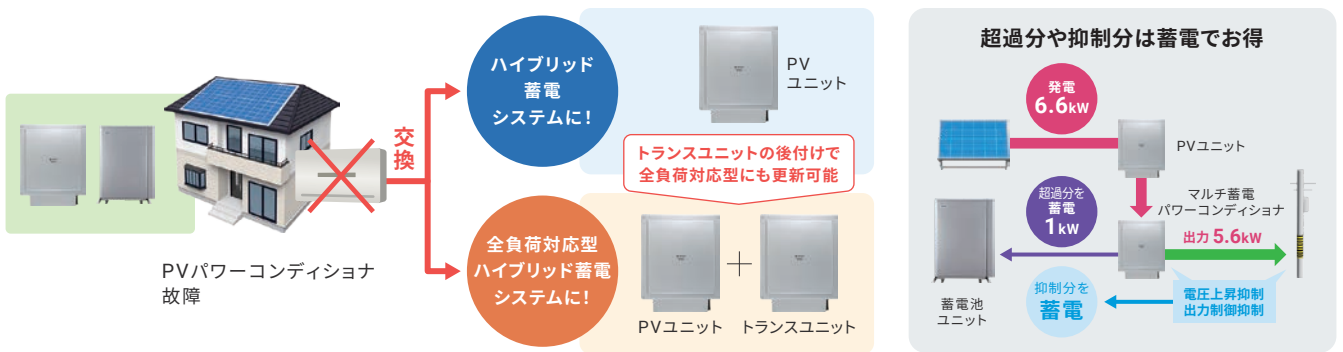 PVパワーコンディショナ
故障
交換
ハイブリッド
蓄電
システムに!
PV
ユニット
トランスユニットの後付けで
全負荷対応型にも更新可能
全負荷対応型
ハイブリッド蓄電
システムに!
+
PVユニット
トランスユニット
超過分や抑制分は蓄電でお得
発電
6.6kW
PVユニット
超過分を
蓄電
1kW
マルチ蓄電
パワーコンディショナ
出力 5.6kW
蓄電池
ユニット
抑制分を
蓄電
電圧上昇抑制
出力制御抑制